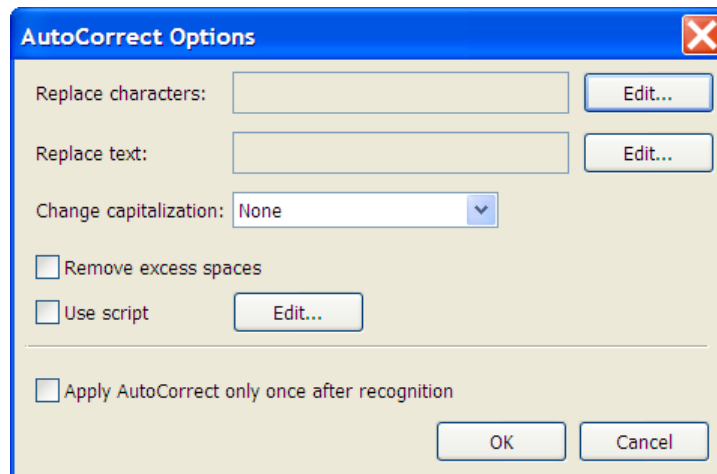 AutoCorrect Options
Replace characters: Edit...
Replace text: Edit...
Change capitalization: None
Remove excess spaces
Use script Edit...
Apply AutoCorrect only once after recognition
OK Cancel